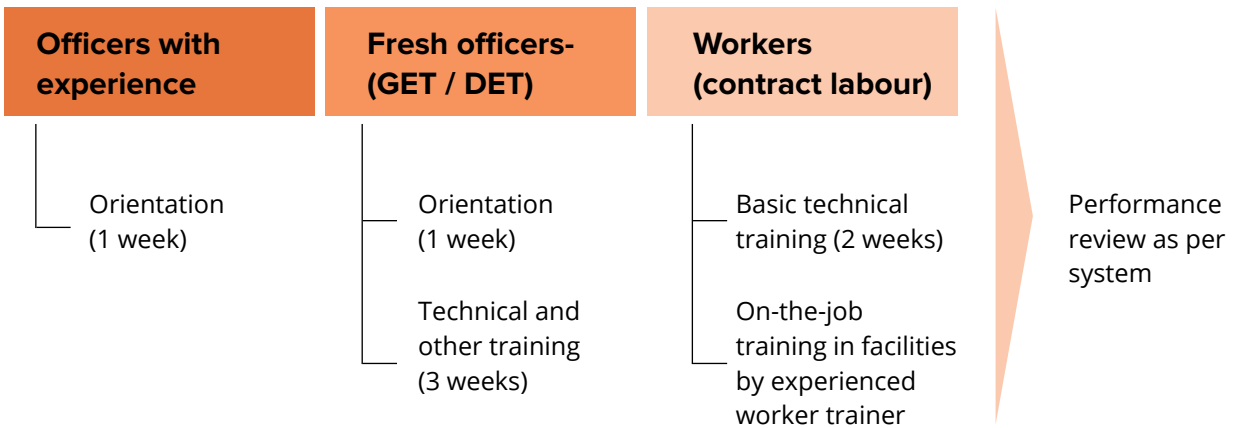 Officers with
experience
Orientation
(1 week)
Fresh officers-
(GET / DET)
Orientation
(1 week)
Technical and
other training
(3 weeks)
Workers
(contract labour)
Basic technical
training (2 weeks)
On-the-job
training in facilities
by experienced
worker trainer
Performance
review as per
system